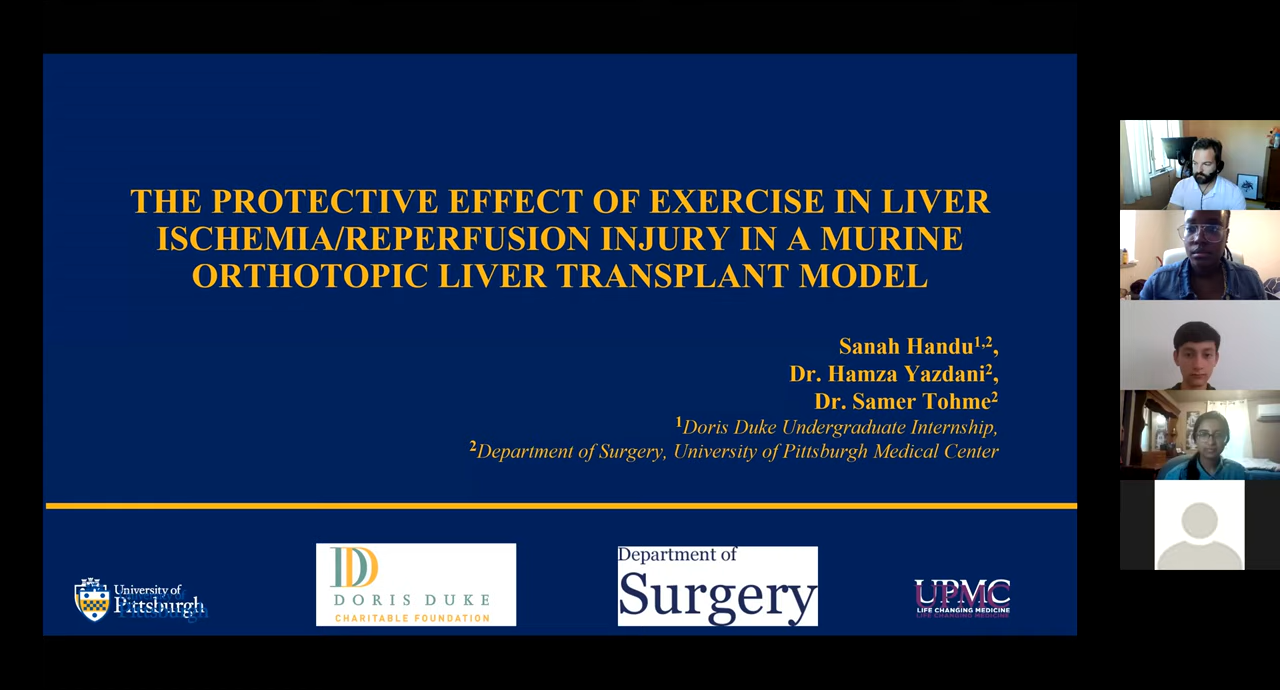 THE PROTECTIVE EFFECT OF EXERCISE IN LIVER
ISCHEMIA/REPERFUSION INJURY IN A MURINE
ORTHOTOPIC LIVER TRANSPLANT MODEL
Sanah Handu1,2,
Dr. Hamza Yazdani2,
Dr. Samer Tohme2
1Doris Duke Undergraduate Internship,
2Department of Surgery, University of Pittsburgh Medical Center
University of
Pittsburgh
DD
DORIS DUKE
CHARITABLE FOUNDATION
Department of
Surgery
UPMC
LIFE CHANGING MEDICINE